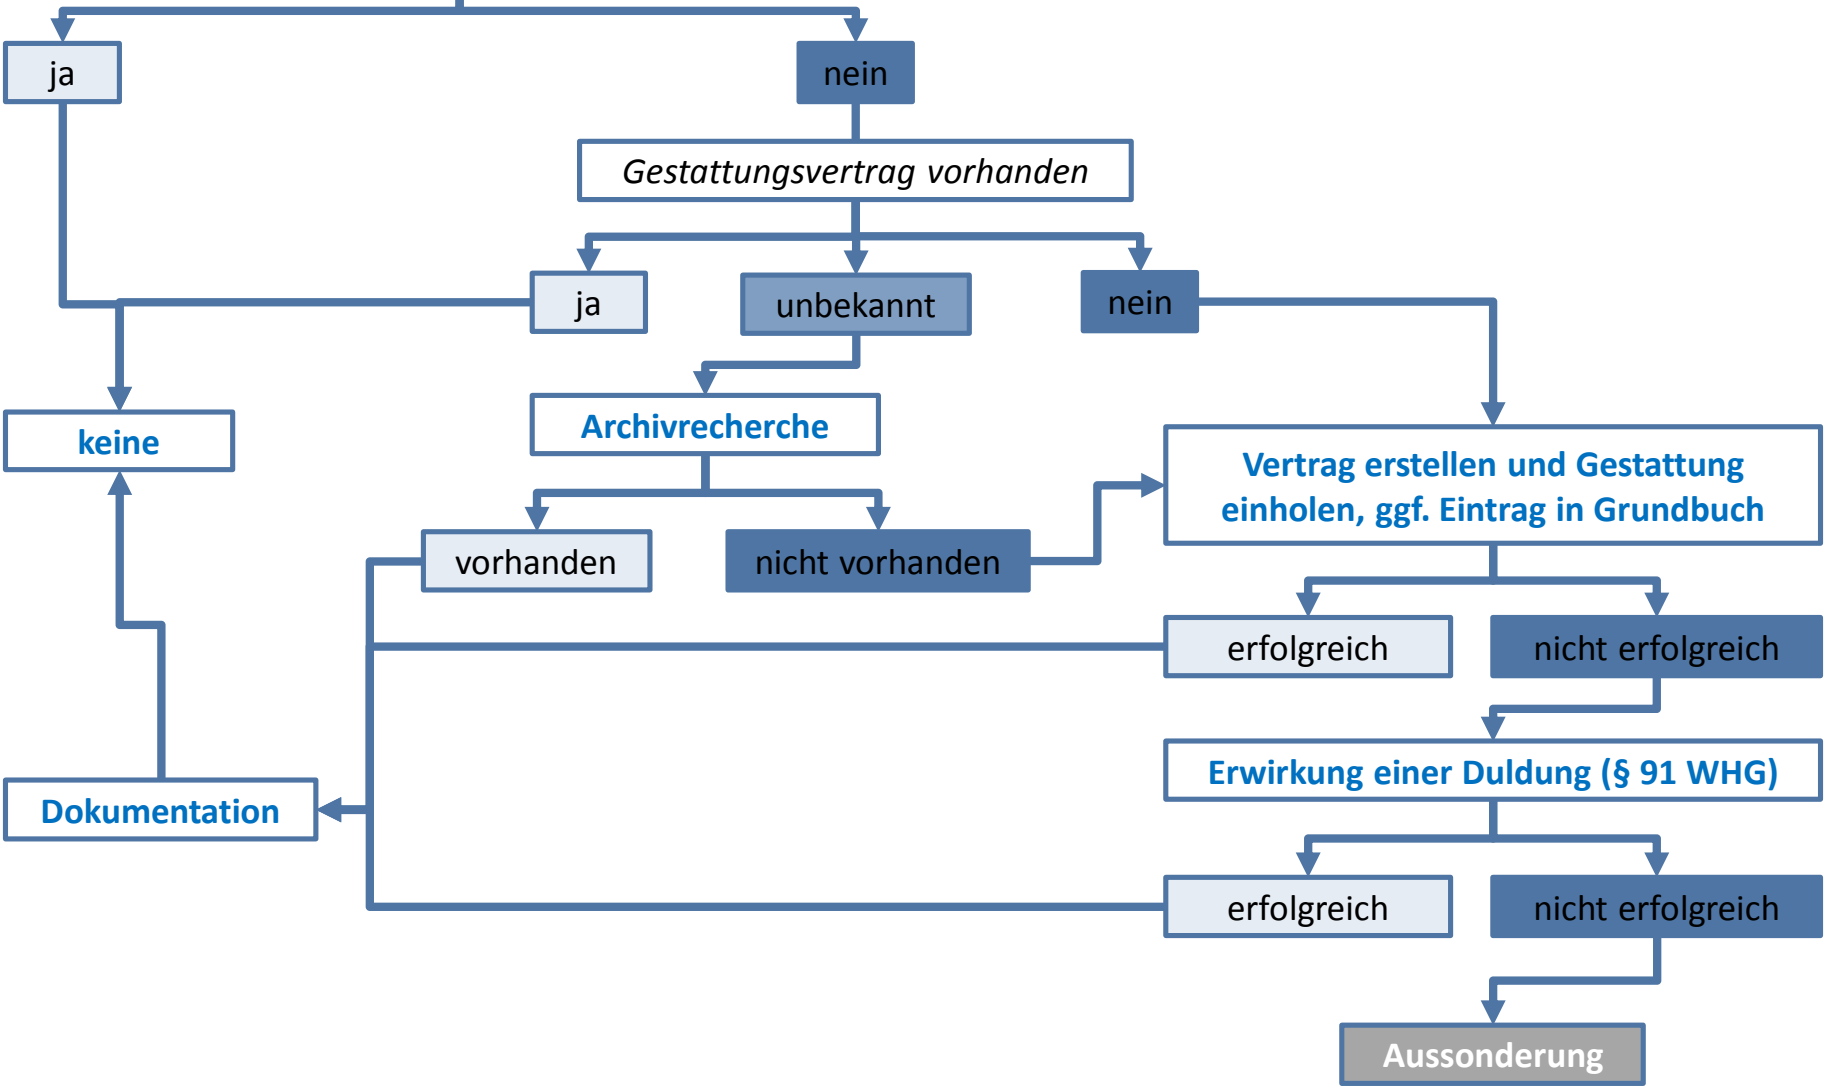 ja
nein
Gestattungsvertrag vorhanden
ja
unbekannt
nein
Archivrecherche
keine
Vertrag erstellen und Gestattung
einholen, ggf. Eintrag in Grundbuch
vorhanden
nicht vorhanden
erfolgreich
nicht erfolgreich
Erwirkung einer Duldung (§ 91 WHG)
Dokumentation
erfolgreich
nicht erfolgreich
Aussonderung